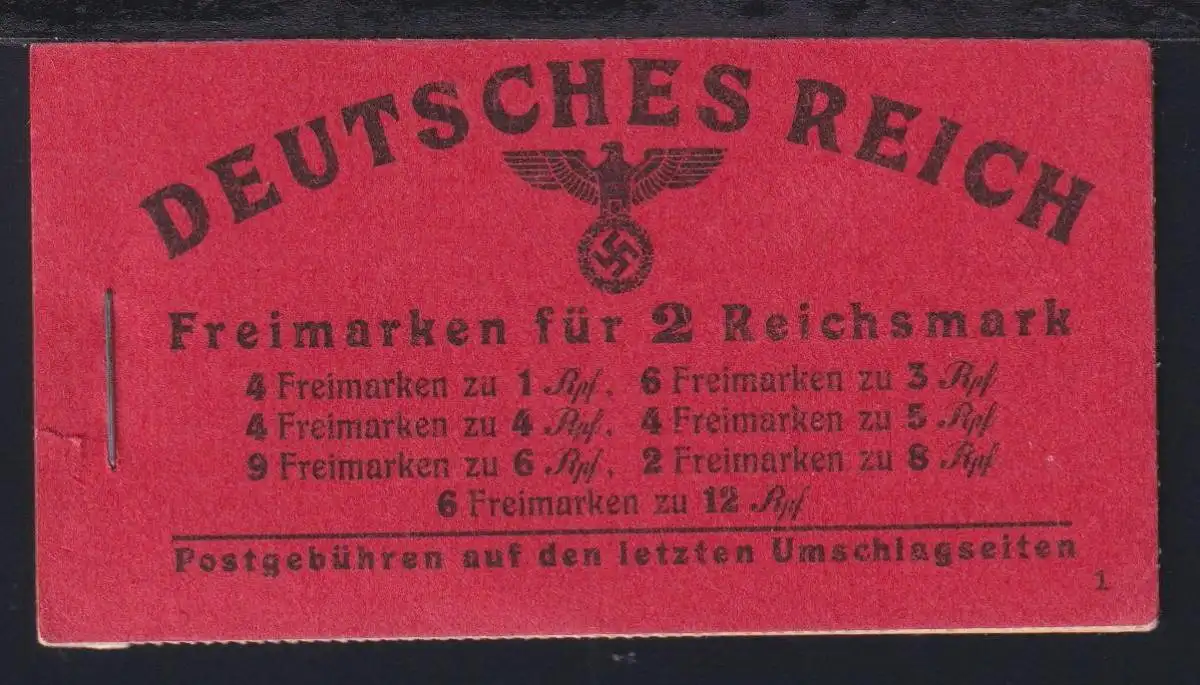 DEUTSCHES REICH
Freimarken für 2 Reichsmark
4 Freimarken zu 1 Rpf, 6 Freimarken zu 3 Rpf
4 Freimarken zu 4 Rpf, 4 Freimarken zu 5 Rpf
9 Freimarken zu 6 Rpf, 2 Freimarken zu 8 Rpf
6 Freimarken zu 12 Rpf
Postgebühren auf den letzten Umschlagseiten
1